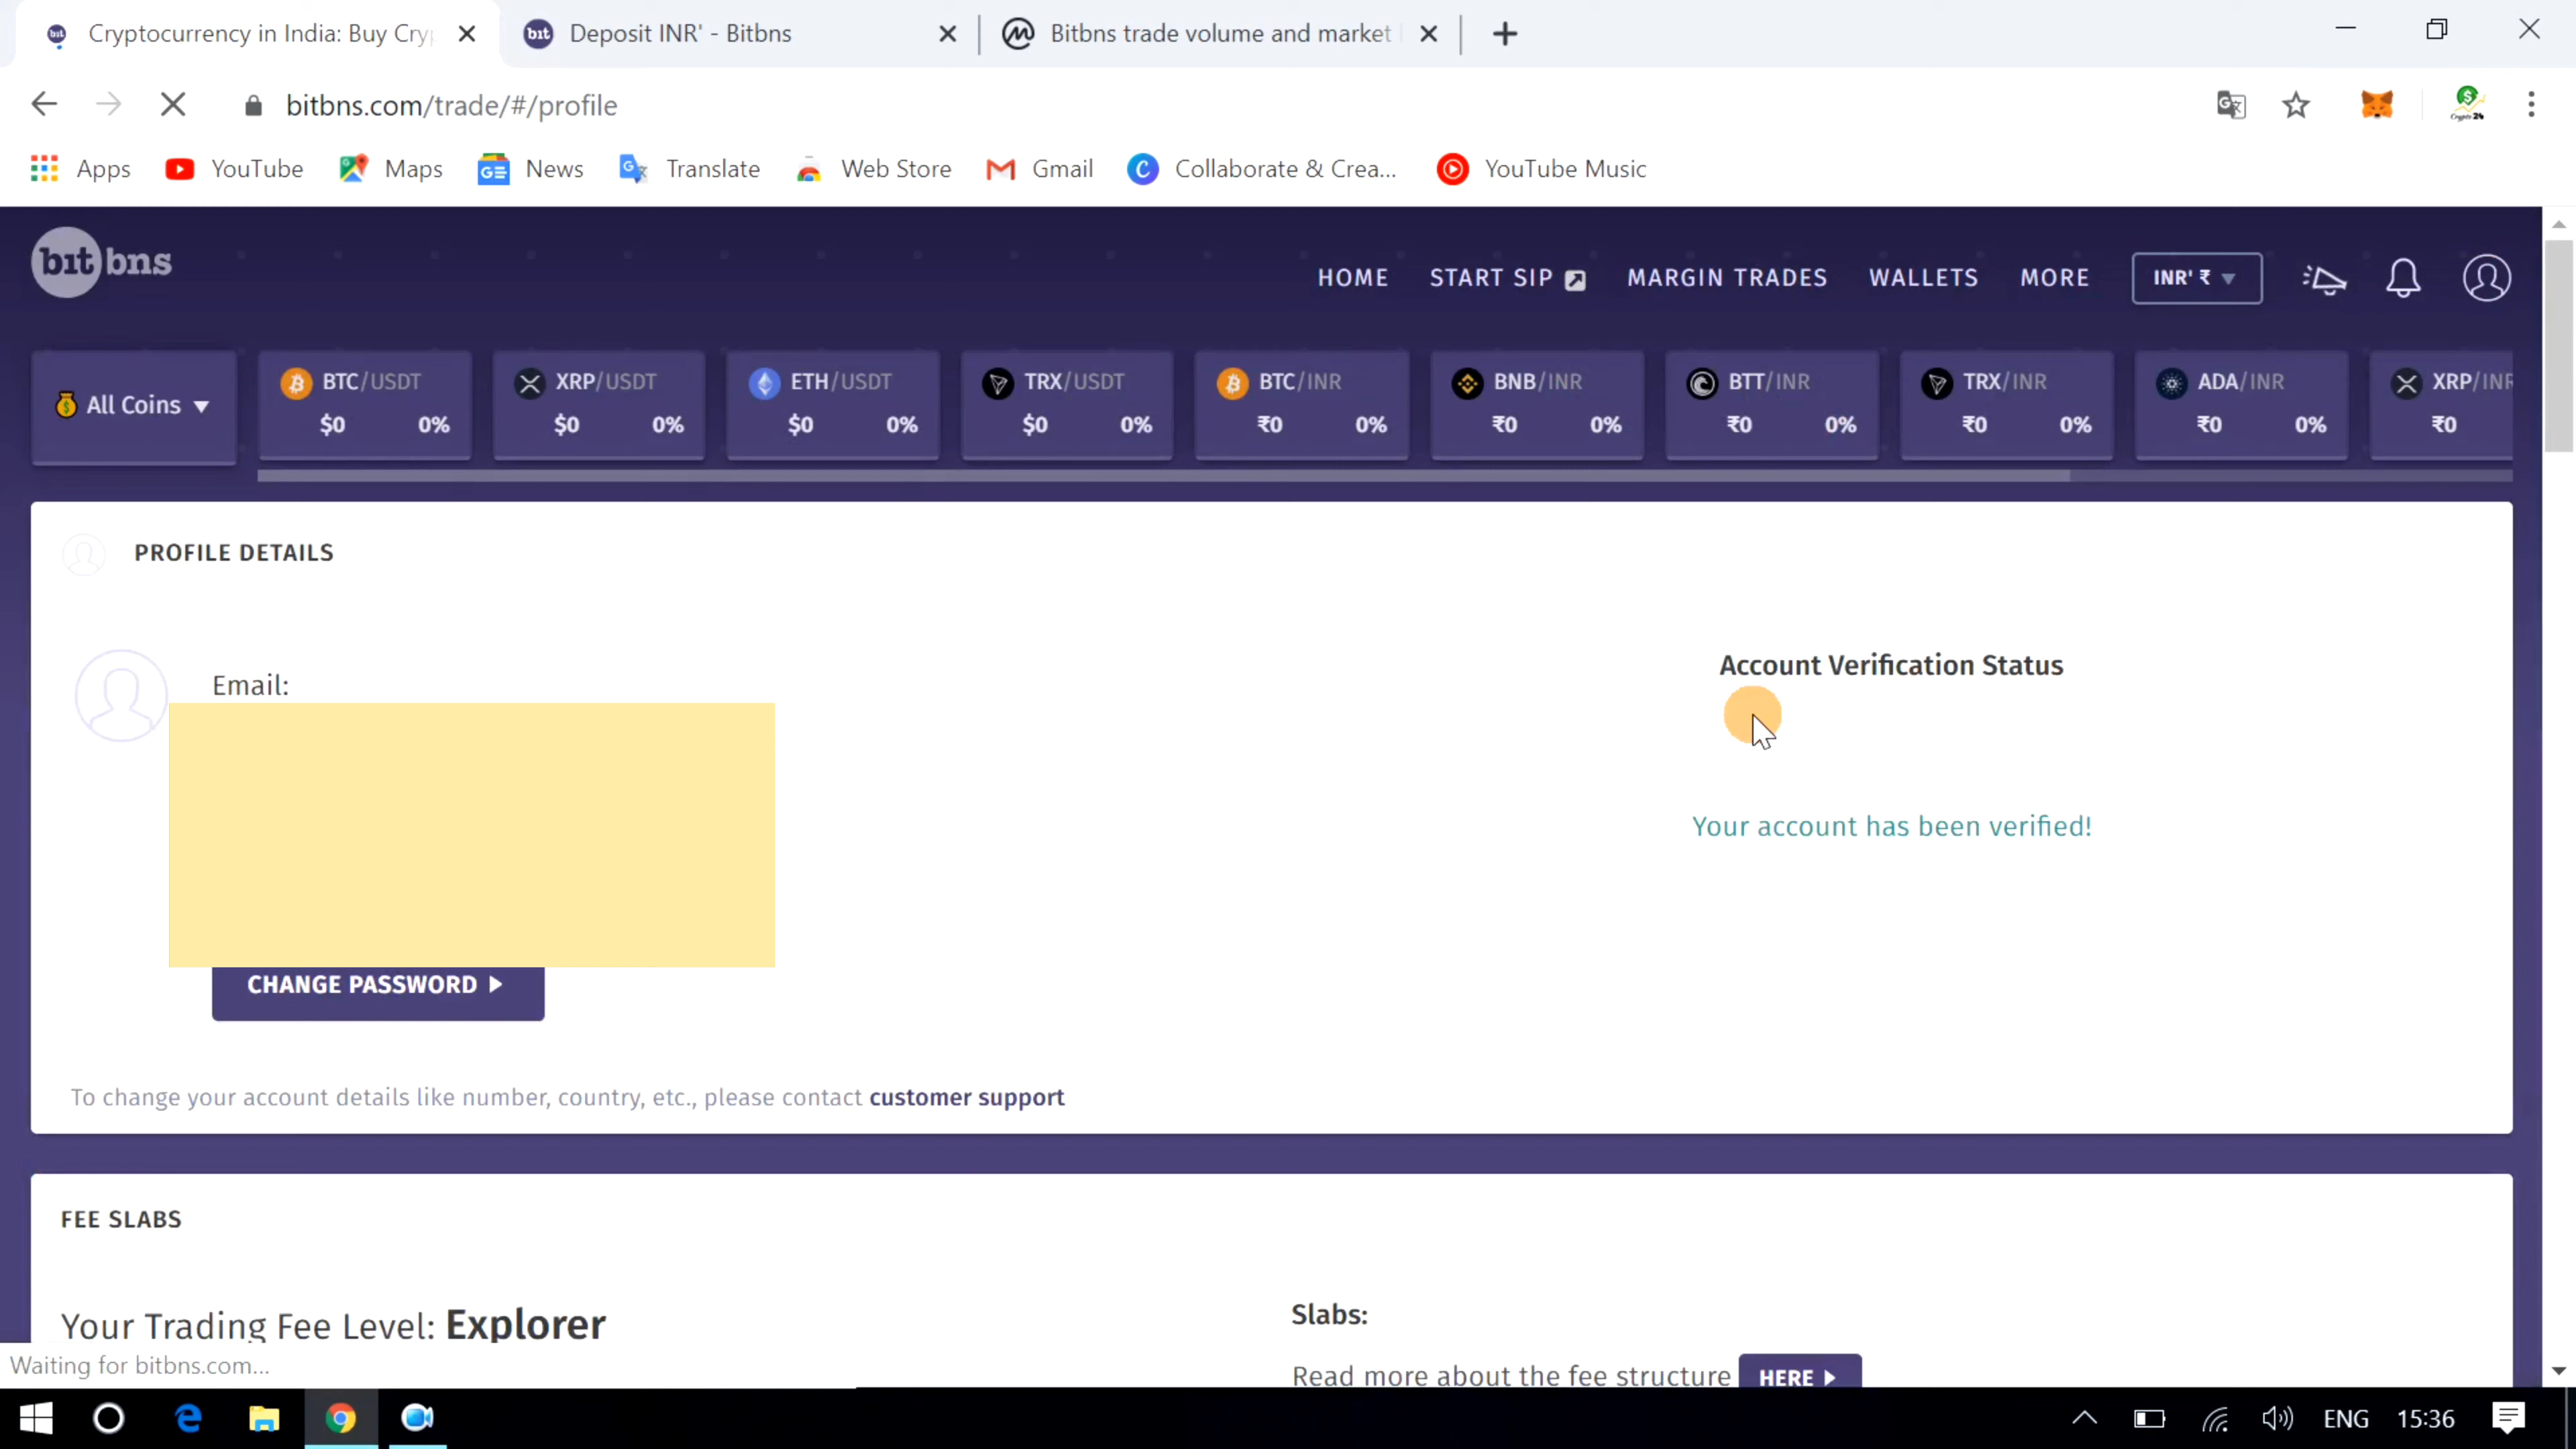 Cryptocurrency in India: Buy Cry
Deposit INR' - Bitbns
Bitbns trade volume and market
bitbns.com/trade/#/profile
Apps
YouTube
Maps
News
Translate
Web Store
Gmail
Collaborate & Crea...
YouTube Music
bitbns
HOME
START SIP
MARGIN TRADES
WALLETS
MORE
INR' ₹
All Coins
BTC/USDT
$0 0%
XRP/USDT
$0 0%
ETH/USDT
$0 0%
TRX/USDT
$0 0%
BTC/INR
₹0 0%
BNB/INR
₹0 0%
BTT/INR
₹0 0%
TRX/INR
₹0 0%
ADA/INR
₹0 0%
XRP/INR
₹0
PROFILE DETAILS
Email:
Account Verification Status
Your account has been verified!
CHANGE PASSWORD
To change your account details like number, country, etc., please contact customer support
FEE SLABS
Your Trading Fee Level: Explorer
Slabs:
Read more about the fee structure HERE
Waiting for bitbns.com...
ENG
15:36